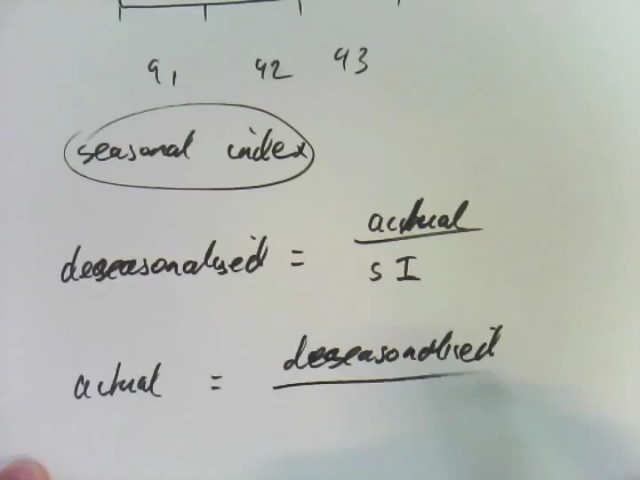 q1 q2 q3
seasonal index
deseasonalised = actual
SI
actual = deseasonalised